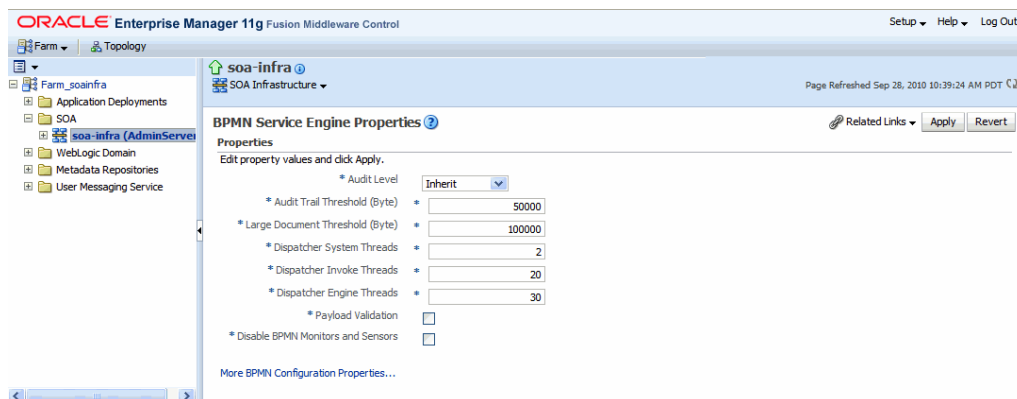 ORACLE Enterprise Manager 11g Fusion Middleware Control
Setup Help Log Out
Farm Topology
Farm_soainfra
Application Deployments
SOA
soa-infra (AdminServer
WebLogic Domain
Metadata Repositories
User Messaging Service
soa-infra
SOA Infrastructure
Page Refreshed Sep 28, 2010 10:39:24 AM PDT
BPMN Service Engine Properties
Related Links Apply Revert
Properties
Edit property values and click Apply.
* Audit Level Inherit
* Audit Trail Threshold (Byte) * 50000
* Large Document Threshold (Byte) * 100000
* Dispatcher System Threads * 2
* Dispatcher Invoke Threads * 20
* Dispatcher Engine Threads * 30
* Payload Validation
* Disable BPMN Monitors and Sensors
More BPMN Configuration Properties...